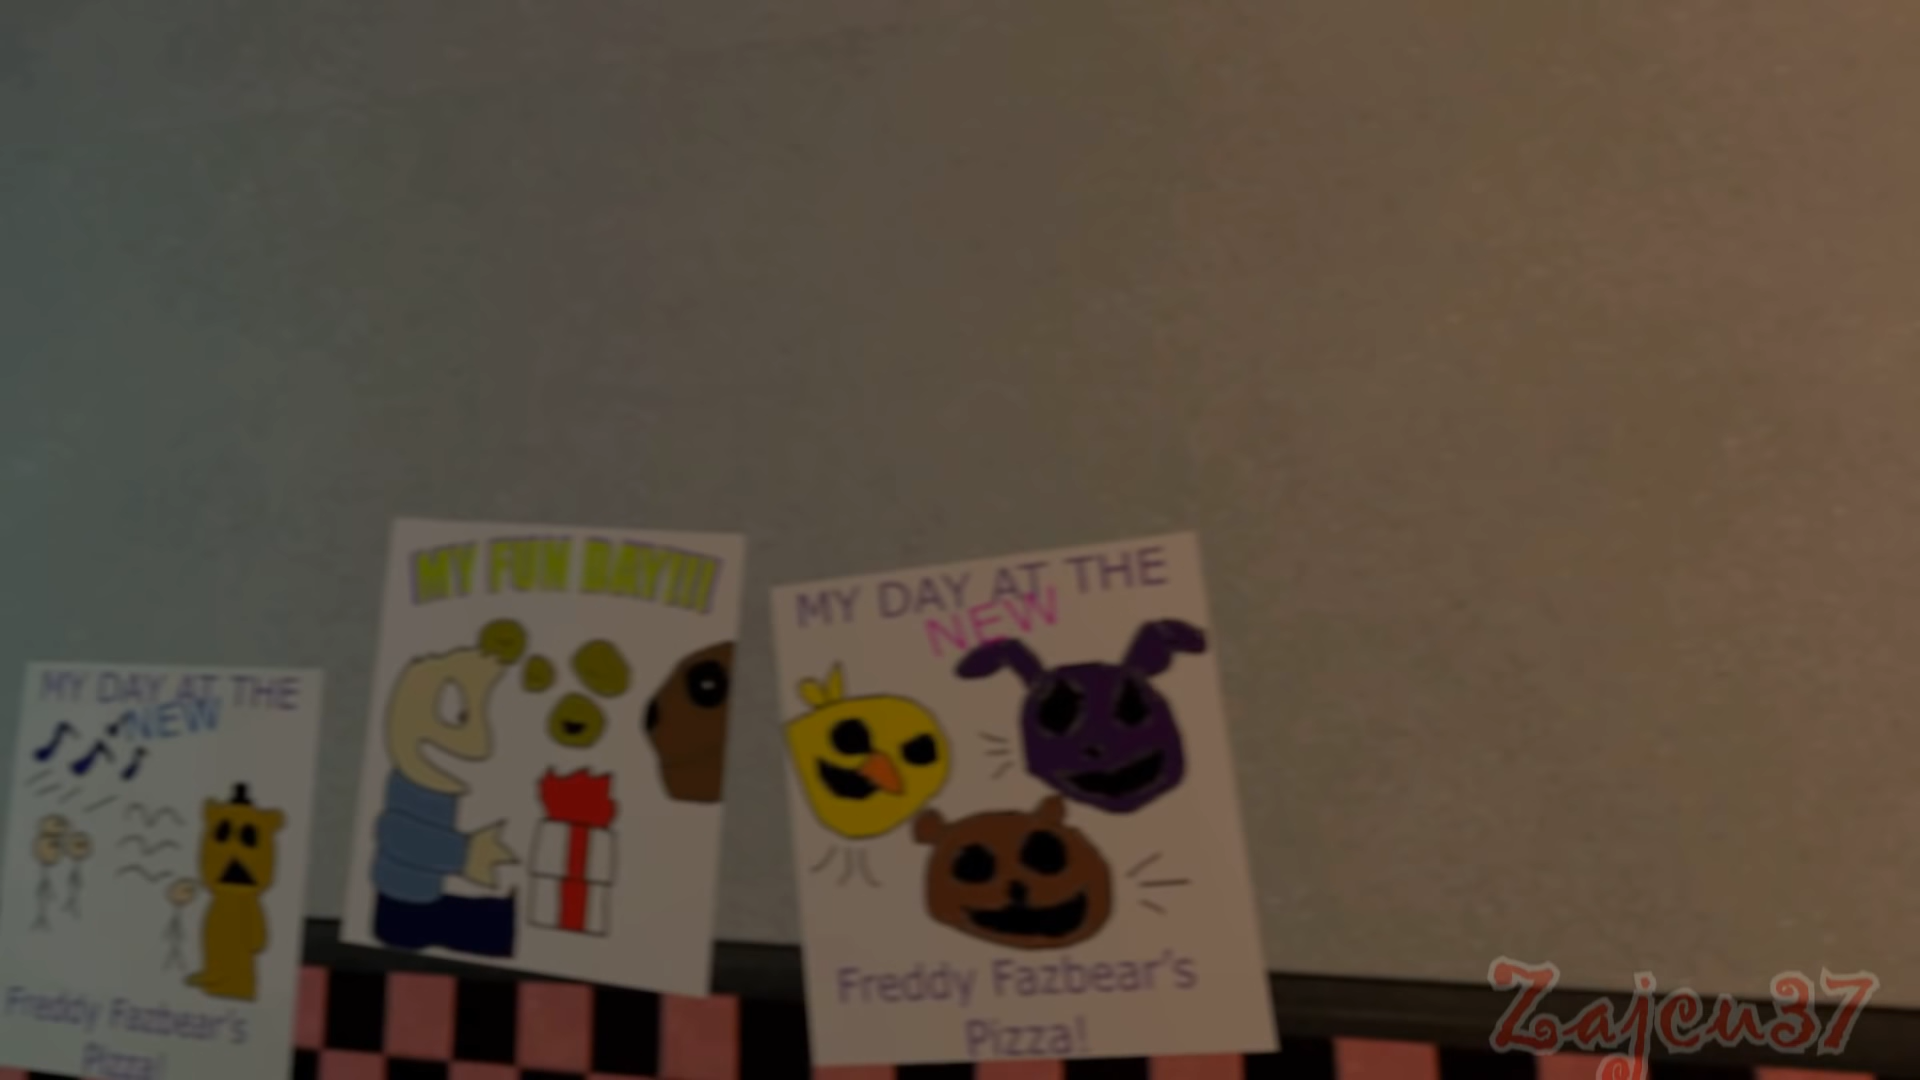 MY DAY AT THE
NEW
Freddy Fazbear's
Pizza!
MY FUN DAY!!!
MY DAY AT THE
NEW
Freddy Fazbear's
Pizza!
Zajcu37